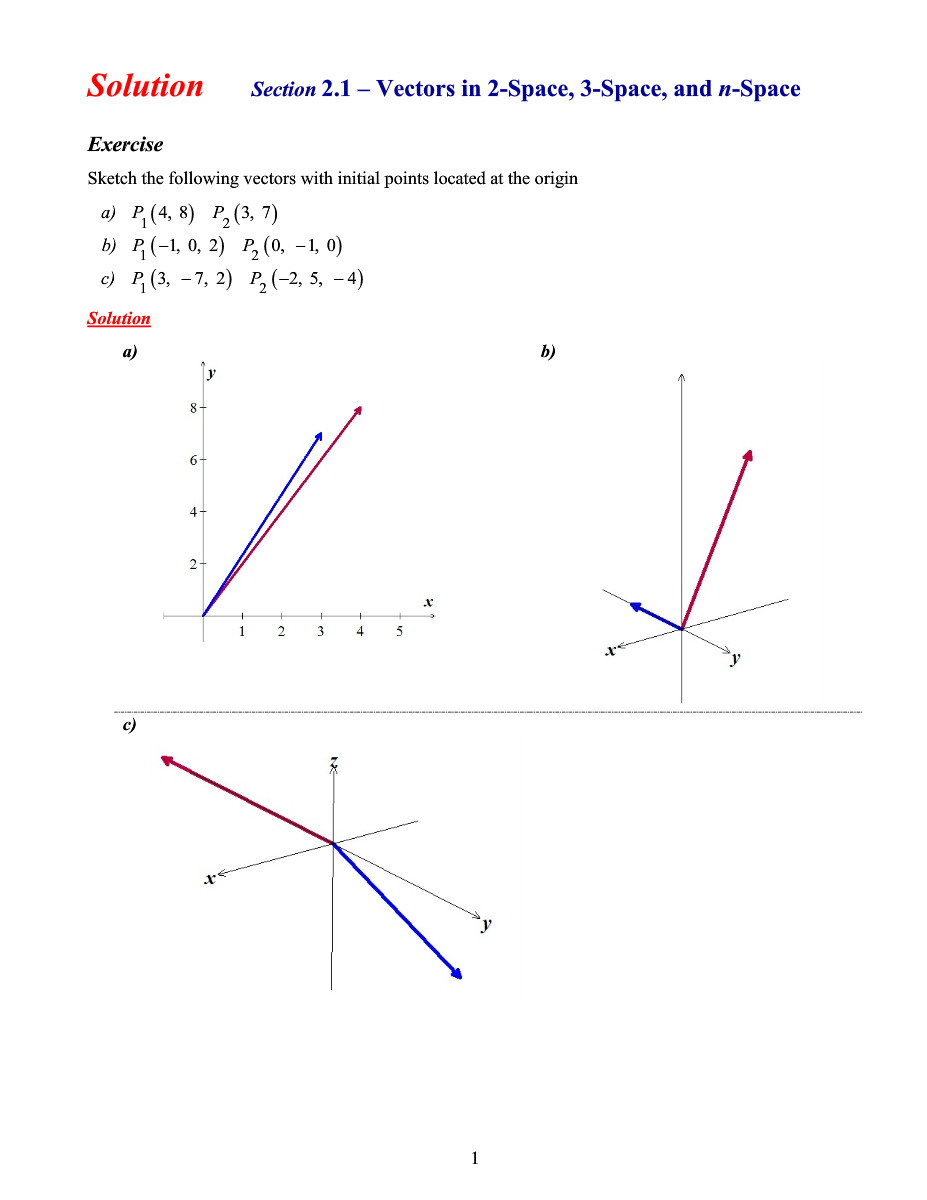 Solution Section 2.1 – Vectors in 2-Space, 3-Space, and n-Space
Exercise
Sketch the following vectors with initial points located at the origin
a) P₁(4, 8) P₂(3, 7)
b) P₁(−1, 0, 2) P₂(0, −1, 0)
c) P₁(3, −7, 2) P₂(−2, 5, −4)
Solution
a)
y
8
6
4
2
x
1 2 3 4 5
b)
x
y
c)
z
x
y
1